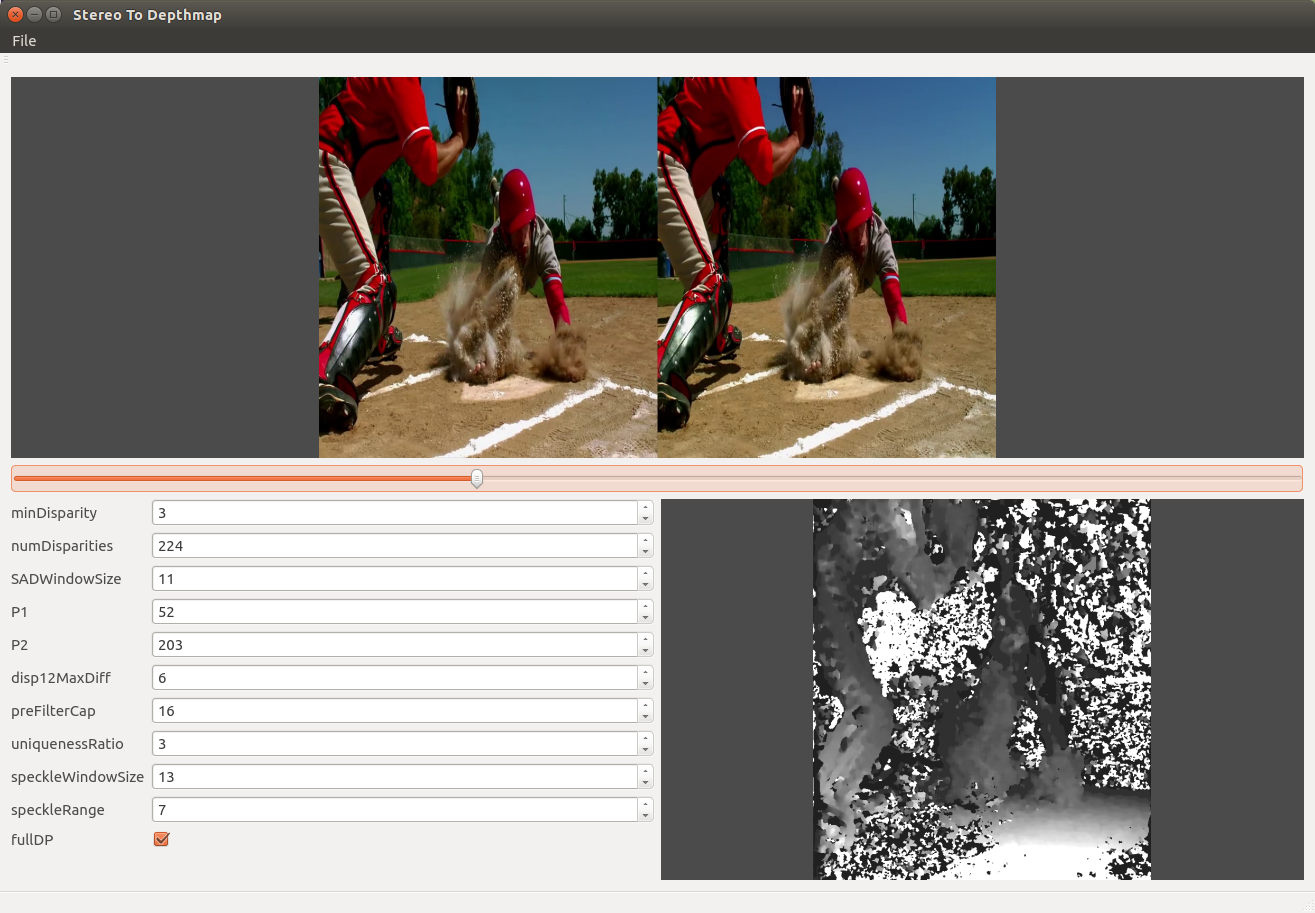 Stereo To Depthmap
File
minDisparity 3
numDisparities 224
SADWindowSize 11
P1 52
P2 203
disp12MaxDiff 6
preFilterCap 16
uniquenessRatio 3
speckleWindowSize 13
speckleRange 7
fullDP